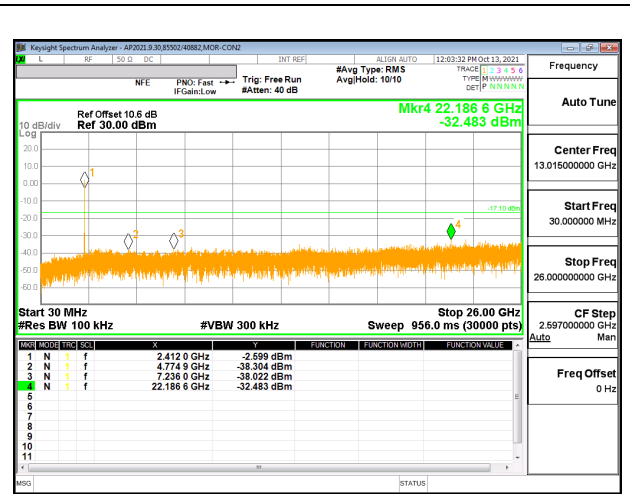 Keysight Spectrum Analyzer - AP2021.9.30,85502/40882,MOR-CON2
LXI L RF 50 Ω DC INT REF ALIGN AUTO 12:03:32 PM Oct 13, 2021
NFE PNO: Fast IFGain:Low Trig: Free Run #Atten: 40 dB #Avg Type: RMS Avg|Hold: 10/10
TRACE 1 2 3 4 5 6
TYPE M WWWWW
DET P N N N N N
Mkr4 22.186 6 GHz
-32.483 dBm
Ref Offset 10.6 dB
10 dB/div Ref 30.00 dBm
Log
20.0
10.0
0.00
-10.0
-20.0
-30.0
-40.0
-50.0
-60.0
1
2
3
4
-17.10 dBm
Start 30 MHz Stop 26.00 GHz
#Res BW 100 kHz #VBW 300 kHz Sweep 956.0 ms (30000 pts)
MKR MODE TRC SCL X Y FUNCTION FUNCTION WIDTH FUNCTION VALUE
1 N 1 f 2.412 0 GHz -2.599 dBm
2 N 1 f 4.774 9 GHz -38.304 dBm
3 N 1 f 7.236 0 GHz -38.022 dBm
4 N 1 f 22.186 6 GHz -32.483 dBm
5
6
7
8
9
10
11
MSG STATUS
Frequency
Auto Tune
Center Freq
13.015000000 GHz
Start Freq
30.000000 MHz
Stop Freq
26.000000000 GHz
CF Step
2.597000000 GHz
Auto Man
Freq Offset
0 Hz